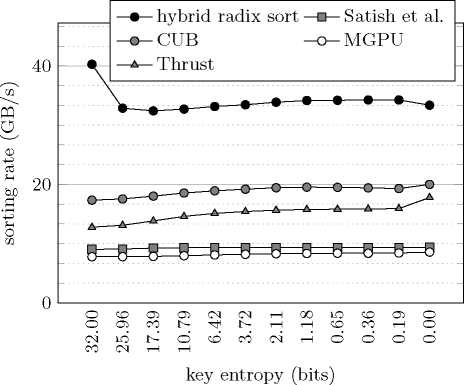 hybrid radix sort
Satish et al.
CUB
MGPU
Thrust
sorting rate (GB/s)
40
20
0
32.00
25.96
17.39
10.79
6.42
3.72
2.11
1.18
0.65
0.36
0.19
0.00
key entropy (bits)